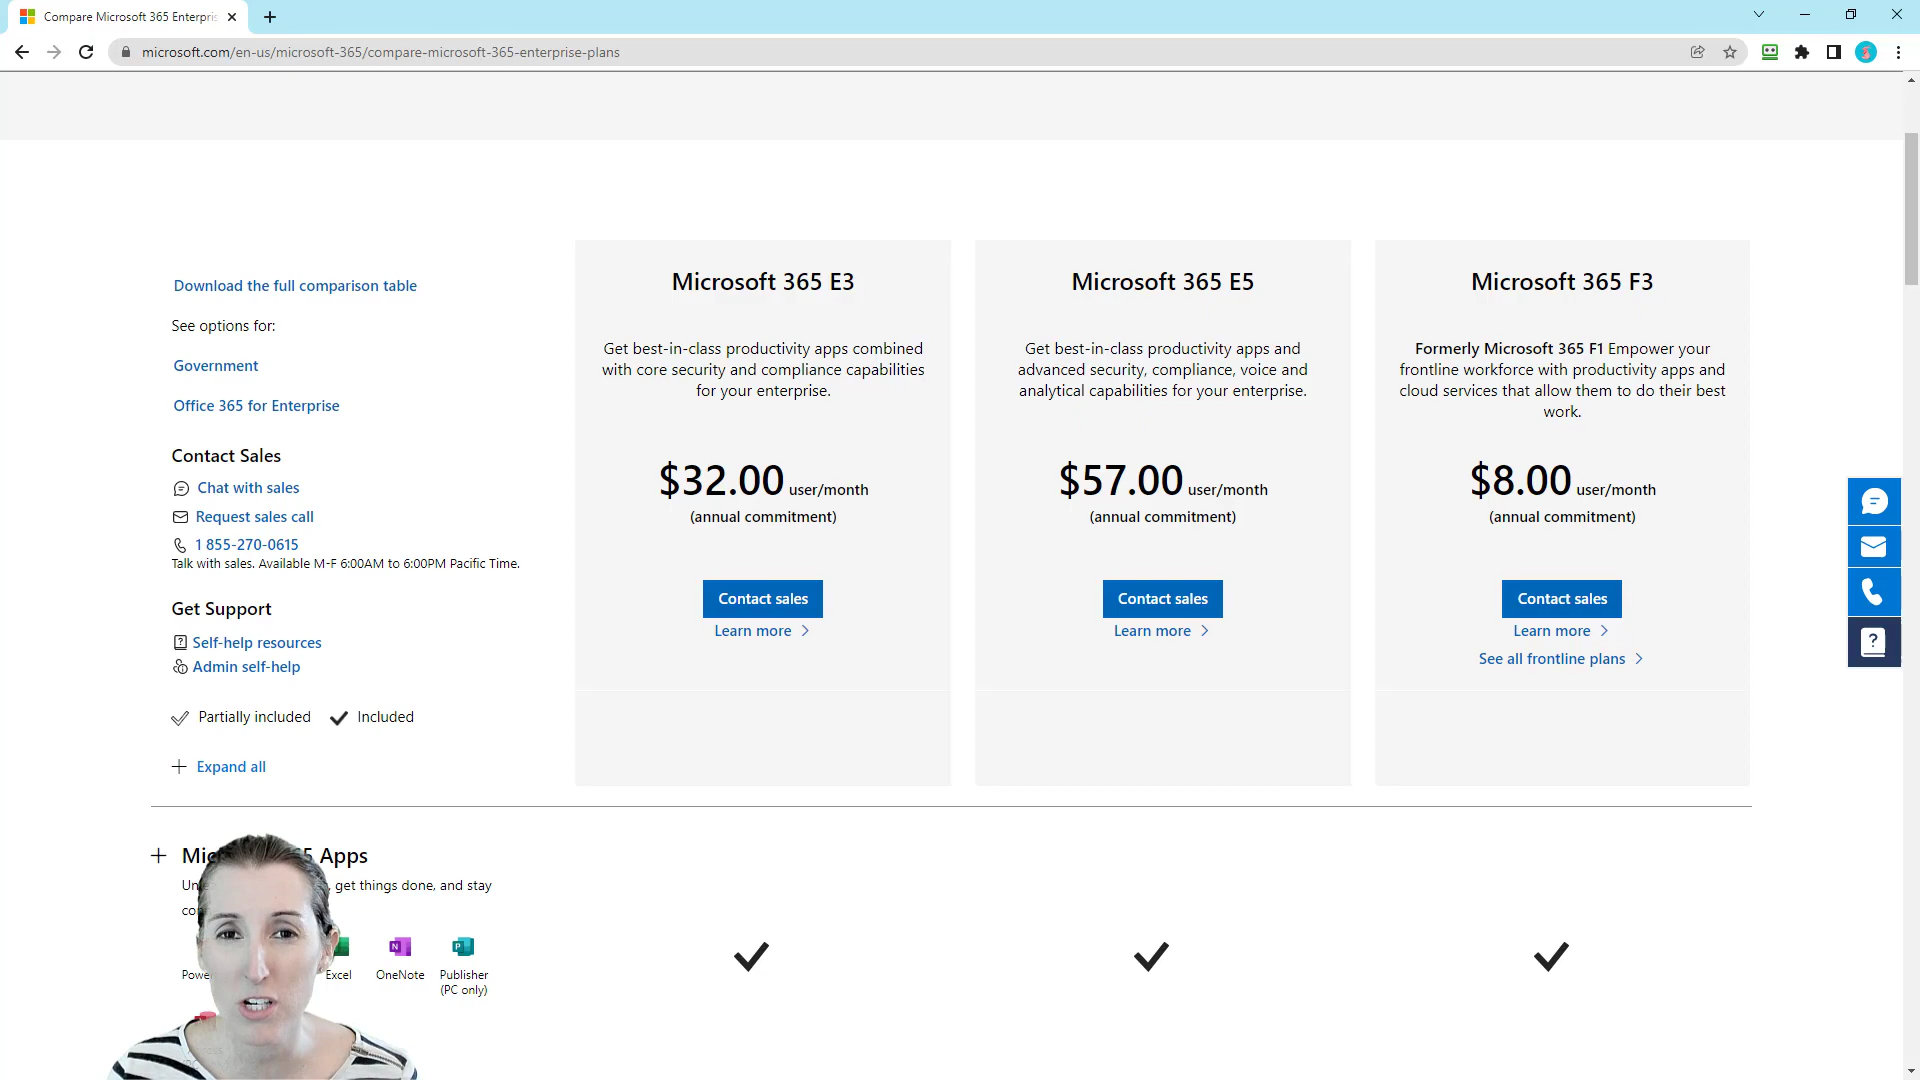 Compare Microsoft 365 Enterpris
microsoft.com/en-us/microsoft-365/compare-microsoft-365-enterprise-plans
Download the full comparison table
See options for:
Government
Office 365 for Enterprise
Contact Sales
Chat with sales
Request sales call
1 855-270-0615
Talk with sales. Available M-F 6:00AM to 6:00PM Pacific Time.
Get Support
Self-help resources
Admin self-help
Partially included
Included
Expand all
Microsoft 365 E3
Get best-in-class productivity apps combined
with core security and compliance capabilities
for your enterprise.
$32.00 user/month
(annual commitment)
Contact sales
Learn more
Microsoft 365 E5
Get best-in-class productivity apps and
advanced security, compliance, voice and
analytical capabilities for your enterprise.
$57.00 user/month
(annual commitment)
Contact sales
Learn more
Microsoft 365 F3
Formerly Microsoft 365 F1 Empower your
frontline workforce with productivity apps and
cloud services that allow them to do their best
work.
$8.00 user/month
(annual commitment)
Contact sales
Learn more
See all frontline plans
5 Apps
get things done, and stay
Excel
OneNote
Publisher
(PC only)